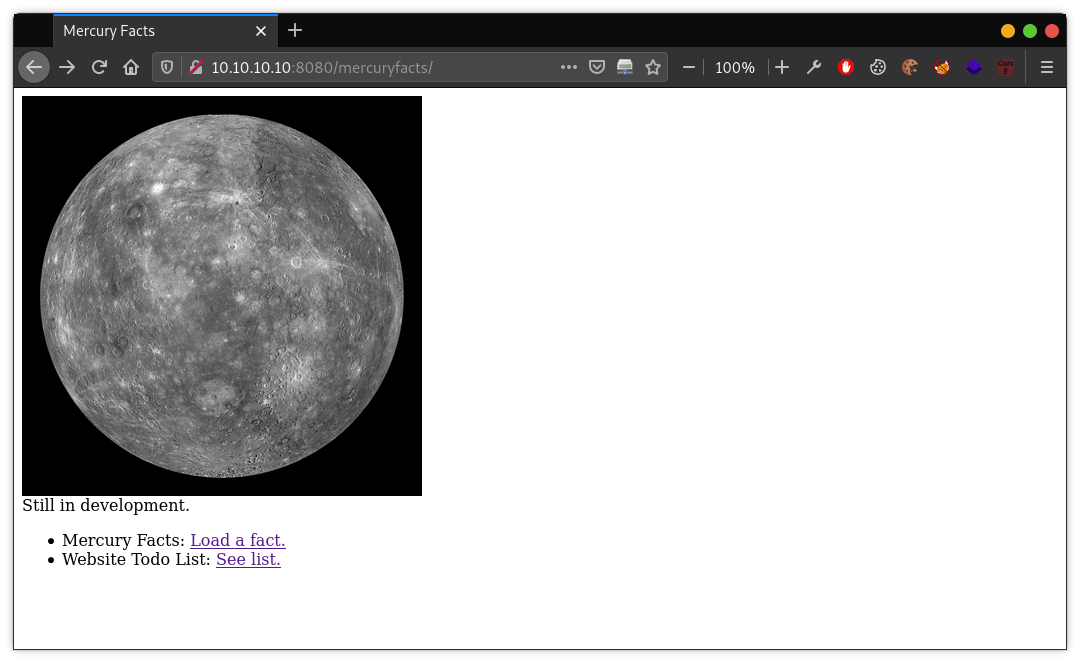 Mercury Facts
10.10.10.10:8080/mercuryfacts/
100%
Cors
E
Still in development.
Mercury Facts: Load a fact.
Website Todo List: See list.